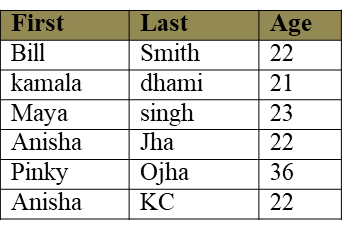 First Last Age
Bill Smith 22
kamala dhami 21
Maya singh 23
Anisha Jha 22
Pinky Ojha 36
Anisha KC 22